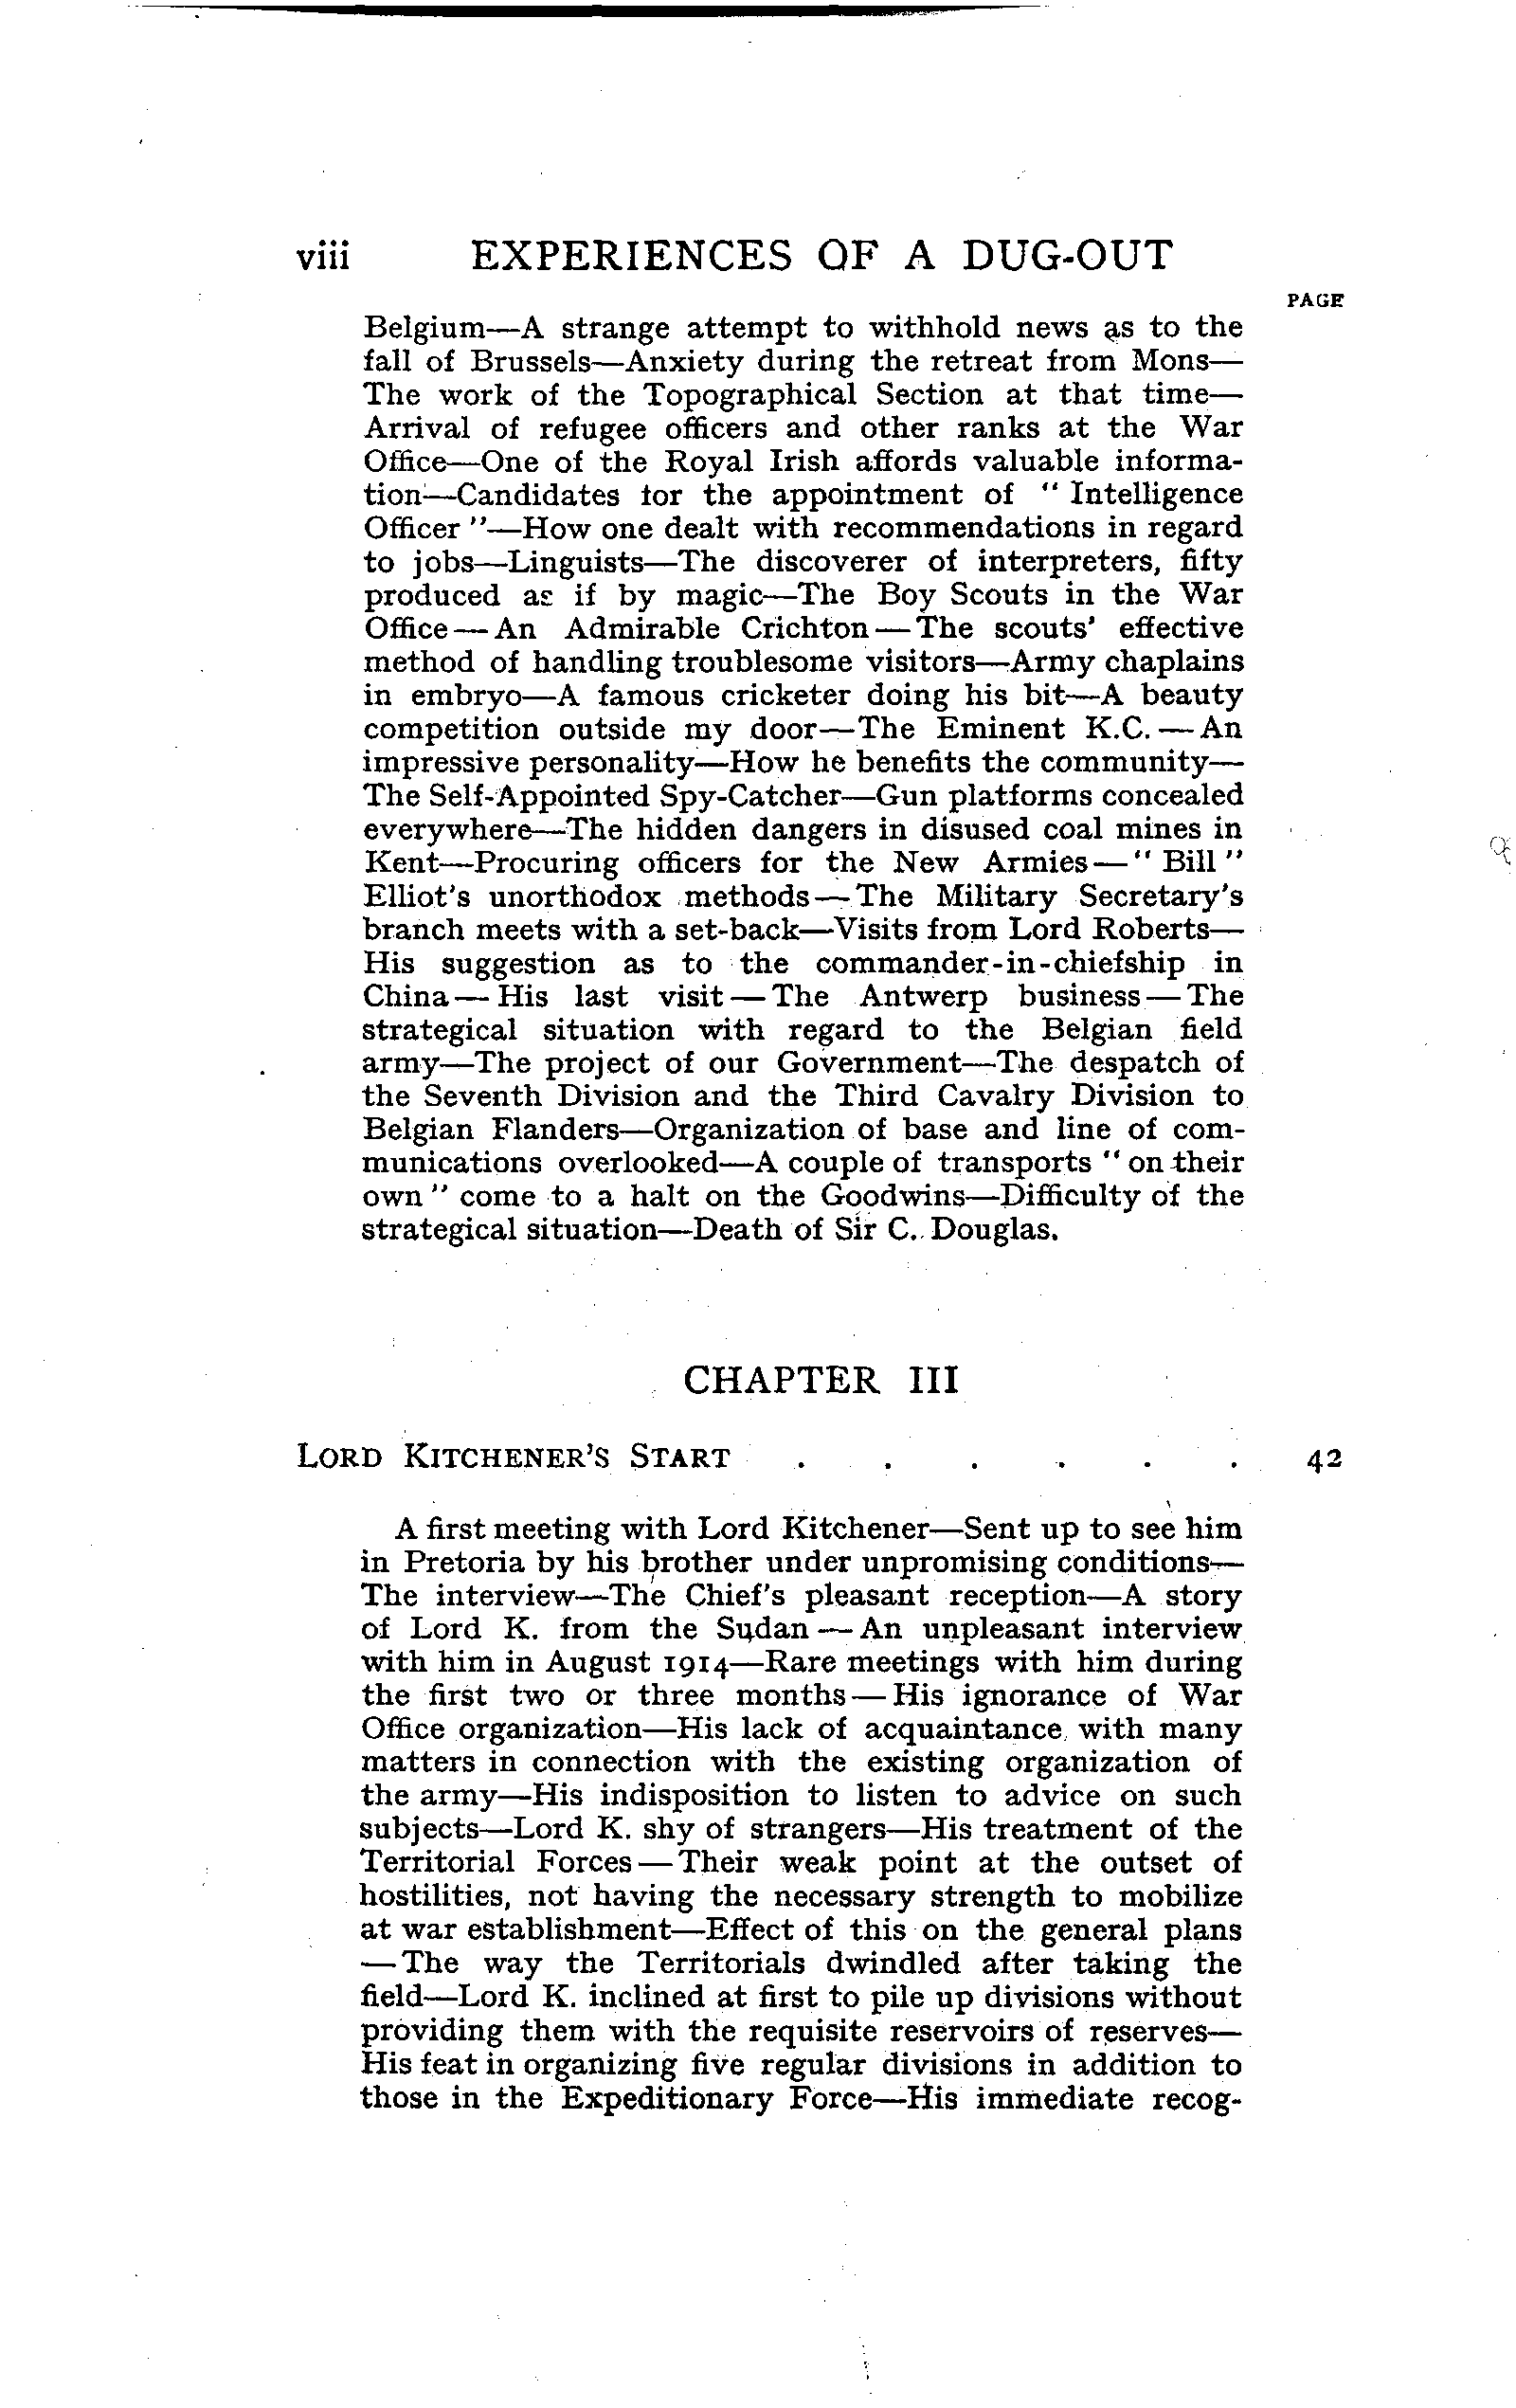 viii EXPERIENCES OF A DUG-OUT
PAGE
Belgium—A strange attempt to withhold news as to the
fall of Brussels—Anxiety during the retreat from Mons—
The work of the Topographical Section at that time—
Arrival of refugee officers and other ranks at the War
Office—One of the Royal Irish affords valuable informa-
tion—Candidates for the appointment of " Intelligence
Officer "—How one dealt with recommendations in regard
to jobs—Linguists—The discoverer of interpreters, fifty
produced as if by magic—The Boy Scouts in the War
Office—An Admirable Crichton—The scouts' effective
method of handling troublesome visitors—Army chaplains
in embryo—A famous cricketer doing his bit—A beauty
competition outside my door—The Eminent K.C.—An
impressive personality—How he benefits the community—
The Self-Appointed Spy-Catcher—Gun platforms concealed
everywhere—The hidden dangers in disused coal mines in
Kent—Procuring officers for the New Armies—" Bill "
Elliot's unorthodox methods—The Military Secretary's
branch meets with a set-back—Visits from Lord Roberts—
His suggestion as to the commander-in-chiefship in
China—His last visit—The Antwerp business—The
strategical situation with regard to the Belgian field
army—The project of our Government—The despatch of
the Seventh Division and the Third Cavalry Division to
Belgian Flanders—Organization of base and line of com-
munications overlooked—A couple of transports " on their
own " come to a halt on the Goodwins—Difficulty of the
strategical situation—Death of Sir C. Douglas.
CHAPTER III
LORD KITCHENER'S START . . . . . . 42
A first meeting with Lord Kitchener—Sent up to see him
in Pretoria by his brother under unpromising conditions—
The interview—The Chief's pleasant reception—A story
of Lord K. from the Sudan—An unpleasant interview
with him in August 1914—Rare meetings with him during
the first two or three months—His ignorance of War
Office organization—His lack of acquaintance with many
matters in connection with the existing organization of
the army—His indisposition to listen to advice on such
subjects—Lord K. shy of strangers—His treatment of the
Territorial Forces—Their weak point at the outset of
hostilities, not having the necessary strength to mobilize
at war establishment—Effect of this on the general plans
—The way the Territorials dwindled after taking the
field—Lord K. inclined at first to pile up divisions without
providing them with the requisite reservoirs of reserves—
His feat in organizing five regular divisions in addition to
those in the Expeditionary Force—His immediate recog-